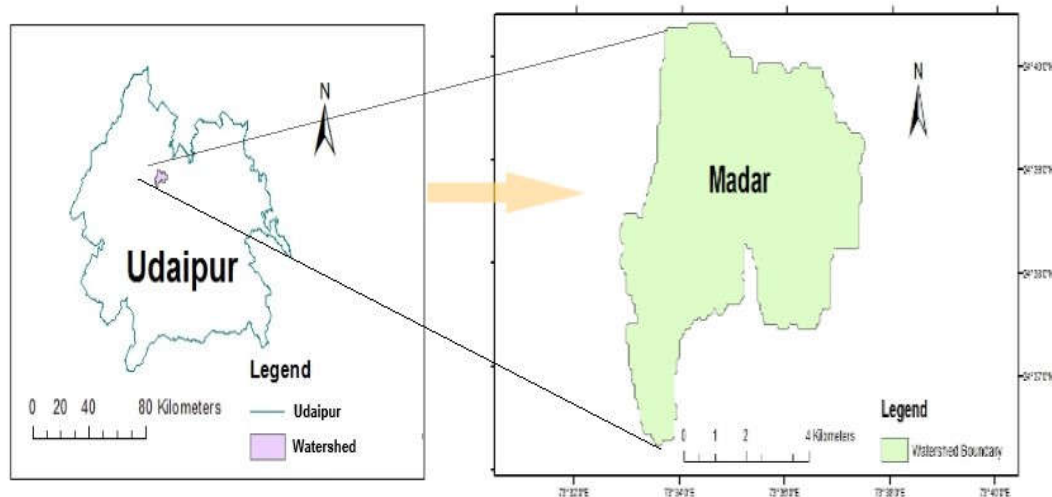 N
Udaipur
Legend
0 20 40 80 Kilometers
Udaipur
Watershed
N
Madar
Legend
0 1 2 4 Kilometers
Watershed Boundary